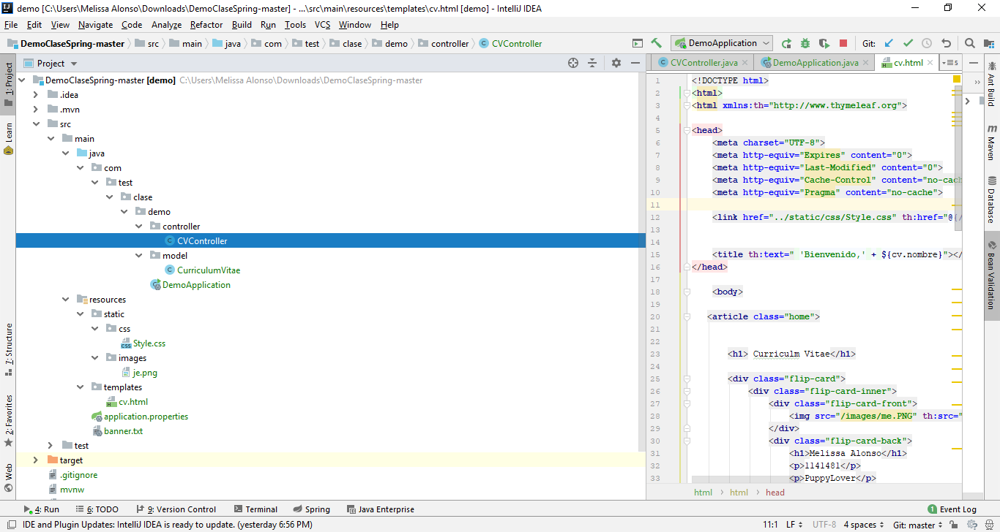 demo [C:\Users\Melissa Alonso\Downloads\DemoClaseSpring-master] - ...\src\main\resources\templates\cv.html [demo] - IntelliJ IDEA
File Edit View Navigate Code Analyze Refactor Build Run Tools VCS Window Help
DemoClaseSpring-master src main java com test clase demo controller CVController DemoApplication Git:
1: Project
Learn
7: Structure
2: Favorites
Web
Project
DemoClaseSpring-master [demo] C:\Users\Melissa Alonso\Downloads\DemoClaseSpring-master
.idea
.mvn
src
main
java
com
test
clase
demo
controller
CVController
model
CurriculumVitae
DemoApplication
resources
static
css
Style.css
images
je.png
templates
cv.html
application.properties
banner.txt
test
target
.gitignore
mvnw
CVController.java DemoApplication.java cv.html 5
1 <!DOCTYPE html>
2 <html>
3 <html xmlns:th="http://www.thymeleaf.org">
4
5 <head>
6 <meta charset="UTF-8">
7 <meta http-equiv="Expires" content="0">
8 <meta http-equiv="Last-Modified" content="0">
9 <meta http-equiv="Cache-Control" content="no-cach
10 <meta http-equiv="Pragma" content="no-cache">
11
12 <link href="../static/css/Style.css" th:href="@{/
13
14
15 <title th:text=" 'Bienvenido,' + ${cv.nombre}"></
16 </head>
17
18 <body>
19
20 <article class="home">
21
22
23 <h1> Curriculm Vitae</h1>
24
25 <div class="flip-card">
26 <div class="flip-card-inner">
27 <div class="flip-card-front">
28 <img src="/images/me.PNG" th:src="
29 </div>
30 <div class="flip-card-back">
31 <h1>Melissa Alonso</h1>
32 <p>1141481</p>
33 <p>PuppyLover</p>
html html head
Ant Build
Maven
Database
Bean Validation
4: Run 6: TODO 9: Version Control Terminal Spring Java Enterprise 1 Event Log
IDE and Plugin Updates: IntelliJ IDEA is ready to update. (yesterday 6:56 PM) 11:1 LF UTF-8 4 spaces Git: master